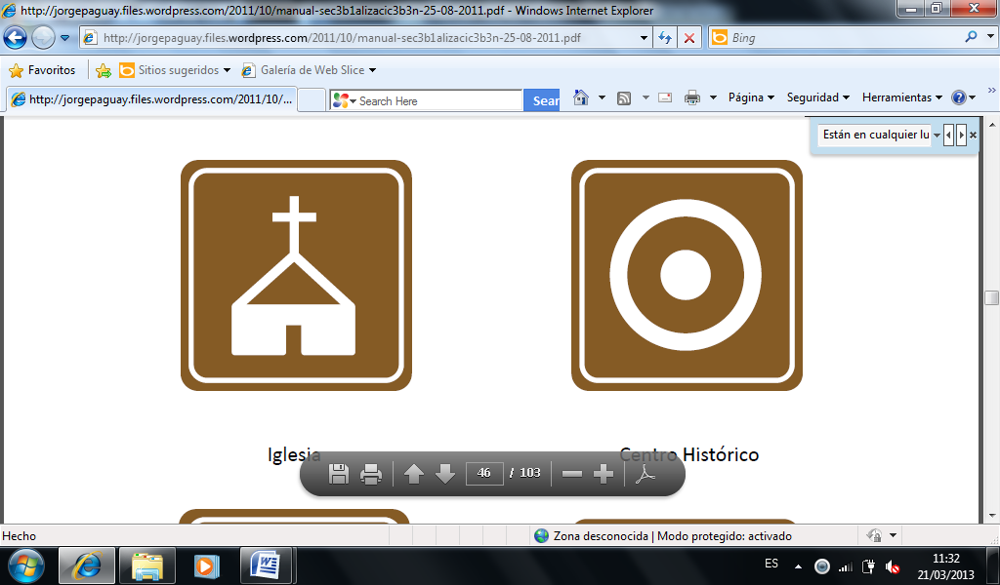 http://jorgepaguay.files.wordpress.com/2011/10/manual-sec3b1alizacic3b3n-25-08-2011.pdf - Windows Internet Explorer
http://jorgepaguay.files.wordpress.com/2011/10/manual-sec3b1alizacic3b3n-25-08-2011.pdf
Bing
Favoritos
Sitios sugeridos
Galería de Web Slice
http://jorgepaguay.files.wordpress.com/2011/10/...
Search Here
Sear
Página
Seguridad
Herramientas
Están en cualquier lu
Iglesia
Centro Histórico
46 / 103
Hecho
Zona desconocida | Modo protegido: activado
ES
11:32
21/03/2013